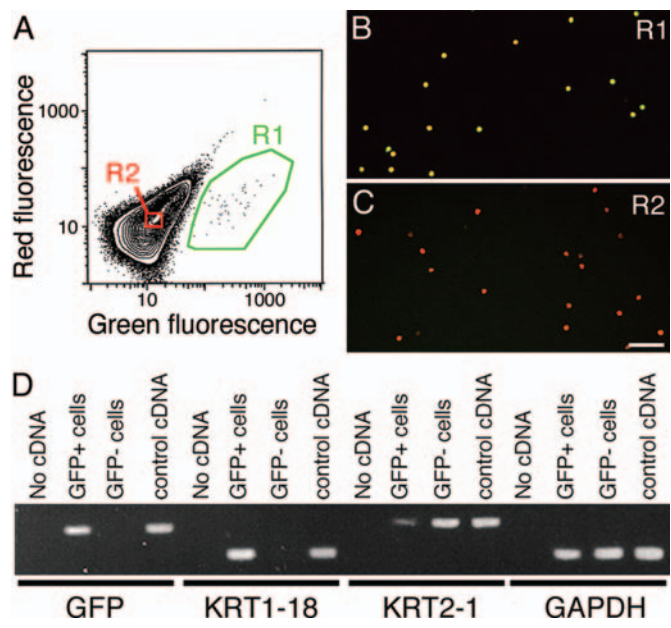 A
Red fluorescence
1000
10
R2
R1
10
1000
Green fluorescence
B
R1
C
R2
D
No cDNA
GFP+ cells
GFP- cells
control cDNA
No cDNA
GFP+ cells
GFP- cells
control cDNA
No cDNA
GFP+ cells
GFP- cells
control cDNA
No cDNA
GFP+ cells
GFP- cells
control cDNA
GFP
KRT1-18
KRT2-1
GAPDH